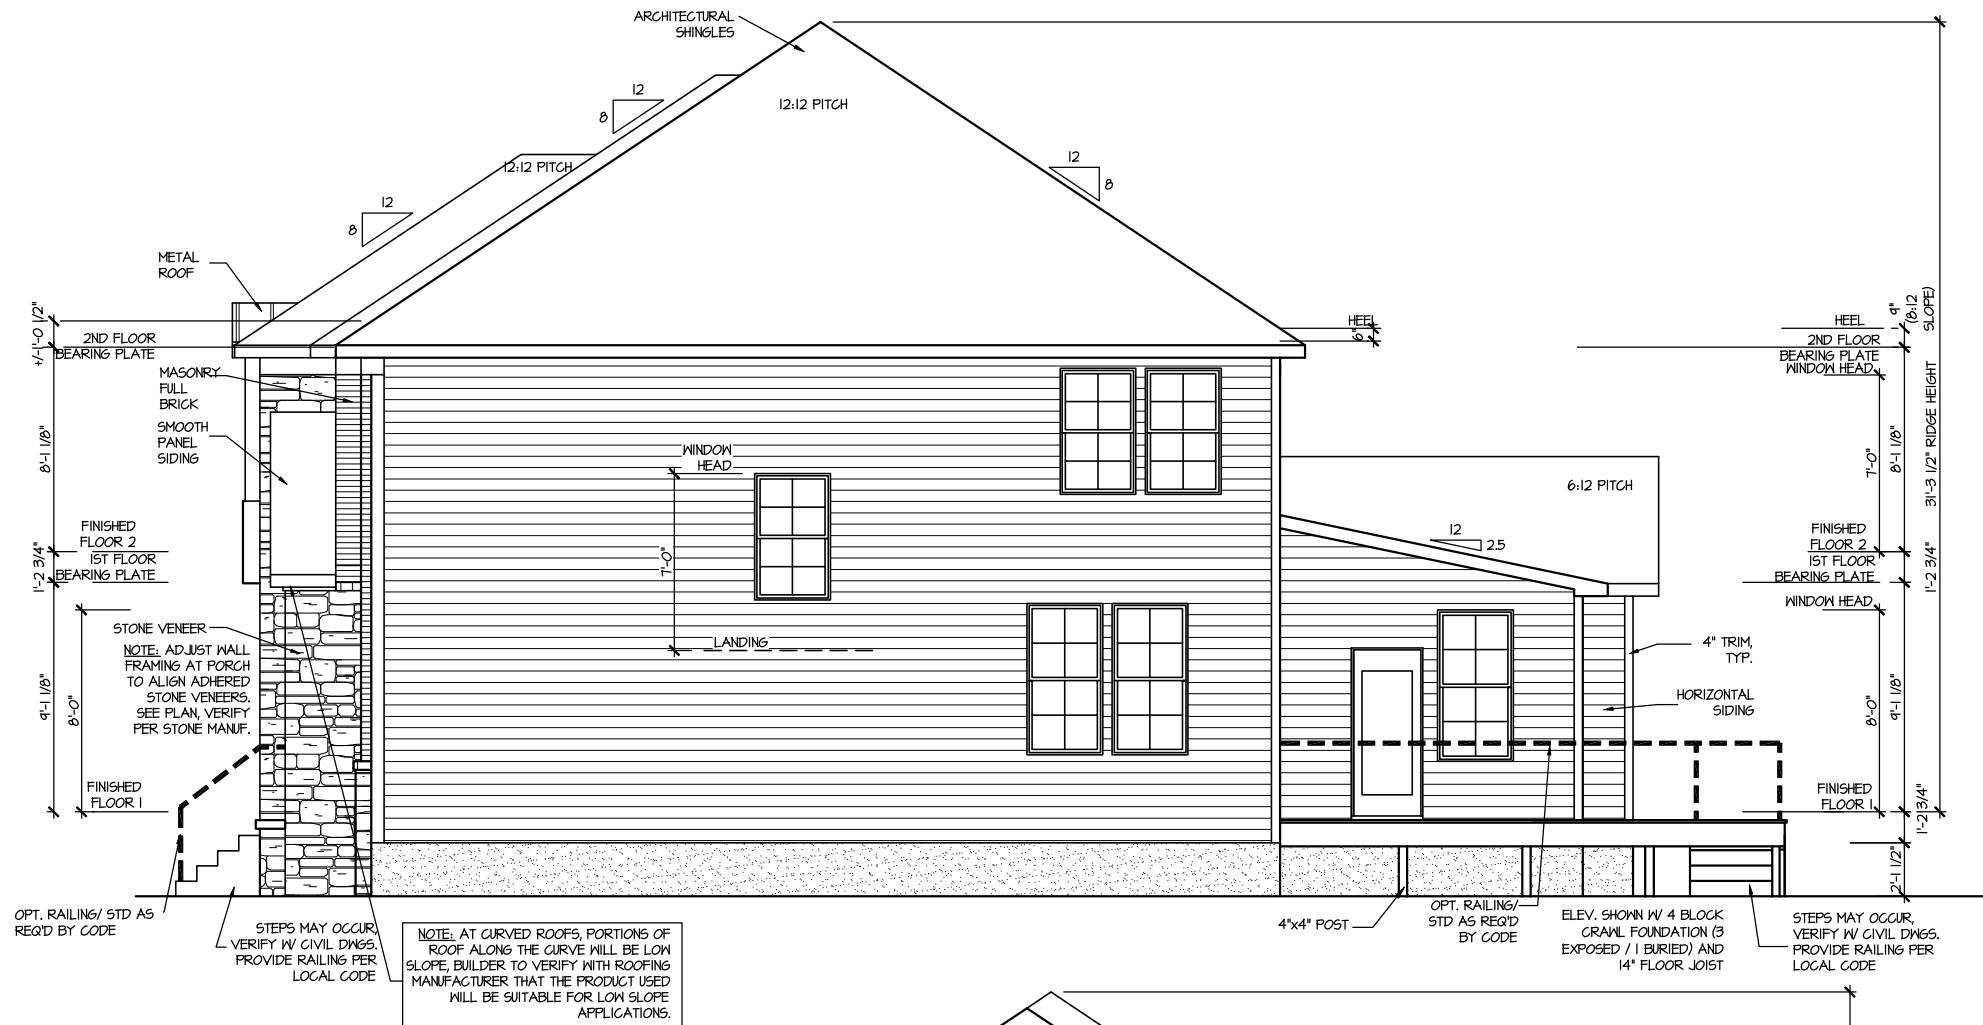 ARCHITECTURAL
SHINGLES
12
8
12:12 PITCH
12:12 PITCH
12
8
12
8
METAL
ROOF
+/-1'-0 1/2"
2ND FLOOR
BEARING PLATE
MASONRY
FULL
BRICK
SMOOTH
PANEL
SIDING
8'-1 1/8"
FINISHED
FLOOR 2
1'-2 3/4"
1ST FLOOR
BEARING PLATE
STONE VENEER
NOTE: ADJUST WALL
FRAMING AT PORCH
TO ALIGN ADHERED
STONE VENEERS.
SEE PLAN, VERIFY
PER STONE MANUF.
9'-1 1/8"
8'-0"
FINISHED
FLOOR 1
OPT. RAILING/ STD AS
REQ'D BY CODE
STEPS MAY OCCUR,
VERIFY W/ CIVIL DWGS.
PROVIDE RAILING PER
LOCAL CODE
NOTE: AT CURVED ROOFS, PORTIONS OF
ROOF ALONG THE CURVE WILL BE LOW
SLOPE, BUILDER TO VERIFY WITH ROOFING
MANUFACTURER THAT THE PRODUCT USED
WILL BE SUITABLE FOR LOW SLOPE
APPLICATIONS.
WINDOW
HEAD
7'-0"
LANDING
HEEL
6"
6:12 PITCH
12
2.5
HEEL
9"
(8:12
SLOPE)
2ND FLOOR
BEARING PLATE
WINDOW HEAD
7'-0"
8'-1 1/8"
31'-3 1/2" RIDGE HEIGHT
FINISHED
FLOOR 2
1'-2 3/4"
1ST FLOOR
BEARING PLATE
WINDOW HEAD
4" TRIM,
TYP.
HORIZONTAL
SIDING
8'-0"
9'-1 1/8"
FINISHED
FLOOR 1
1'-2 3/4"
2'-1 1/2"
4"x4" POST
OPT. RAILING/
STD AS REQ'D
BY CODE
ELEV. SHOWN W/ 4 BLOCK
CRAWL FOUNDATION (3
EXPOSED / 1 BURIED) AND
14" FLOOR JOIST
STEPS MAY OCCUR,
VERIFY W/ CIVIL DWGS.
PROVIDE RAILING PER
LOCAL CODE